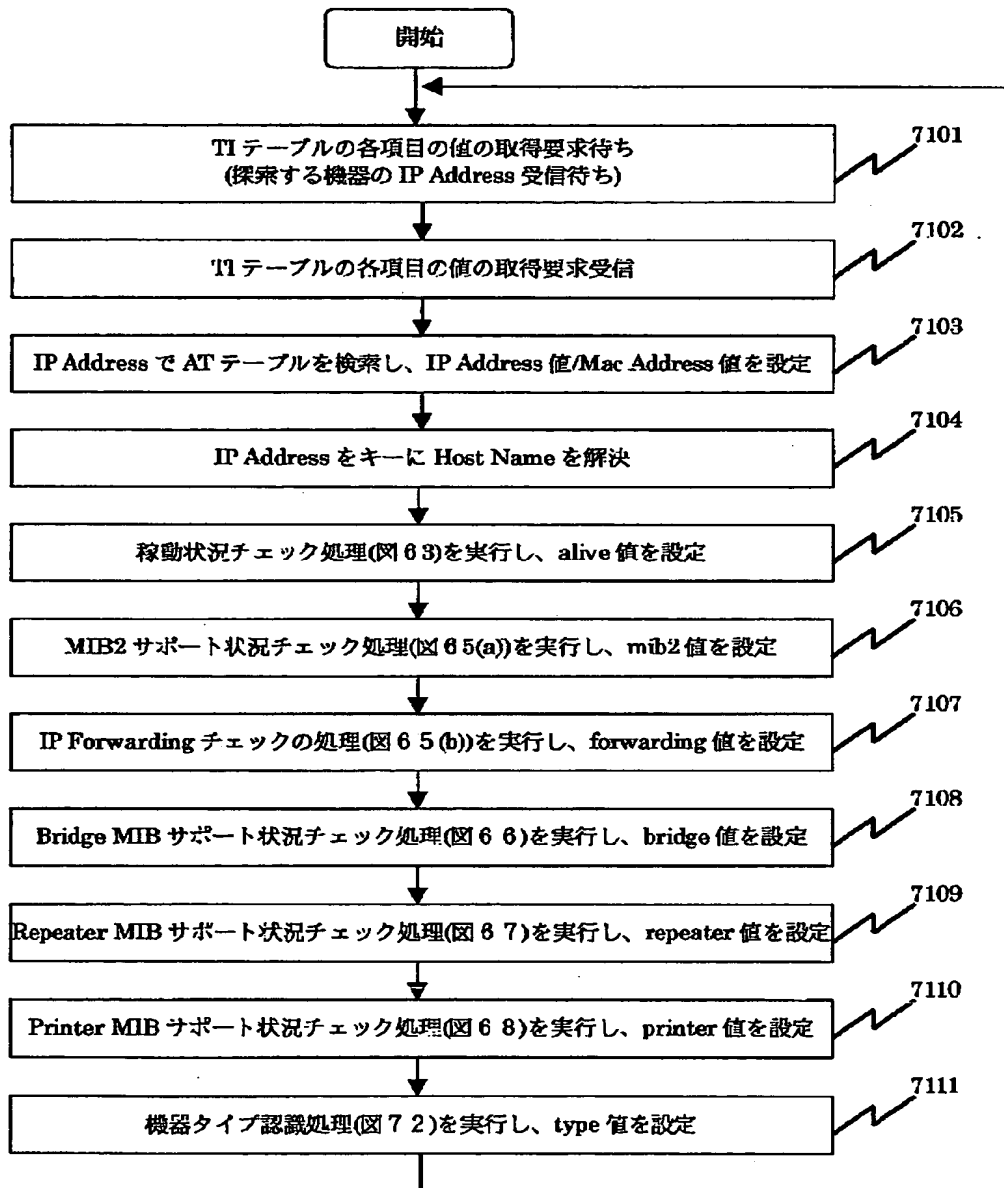 開始
TI テーブルの各項目の値の取得要求待ち
(探索する機器の IP Address 受信待ち)
7101
7102
TI テーブルの各項目の値の取得要求受信
7103
IP Address で AT テーブルを検索し、IP Address 値/Mac Address 値を設定
7104
IP Address をキーに Host Name を解決
7105
稼動状況チェック処理(図63)を実行し、alive 値を設定
7106
MIB2 サポート状況チェック処理(図65(a))を実行し、mib2 値を設定
7107
IP Forwarding チェックの処理(図65(b))を実行し、forwarding 値を設定
7108
Bridge MIB サポート状況チェック処理(図66)を実行し、bridge 値を設定
7109
Repeater MIB サポート状況チェック処理(図67)を実行し、repeater 値を設定
7110
Printer MIB サポート状況チェック処理(図68)を実行し、printer 値を設定
7111
機器タイプ認識処理(図72)を実行し、type 値を設定